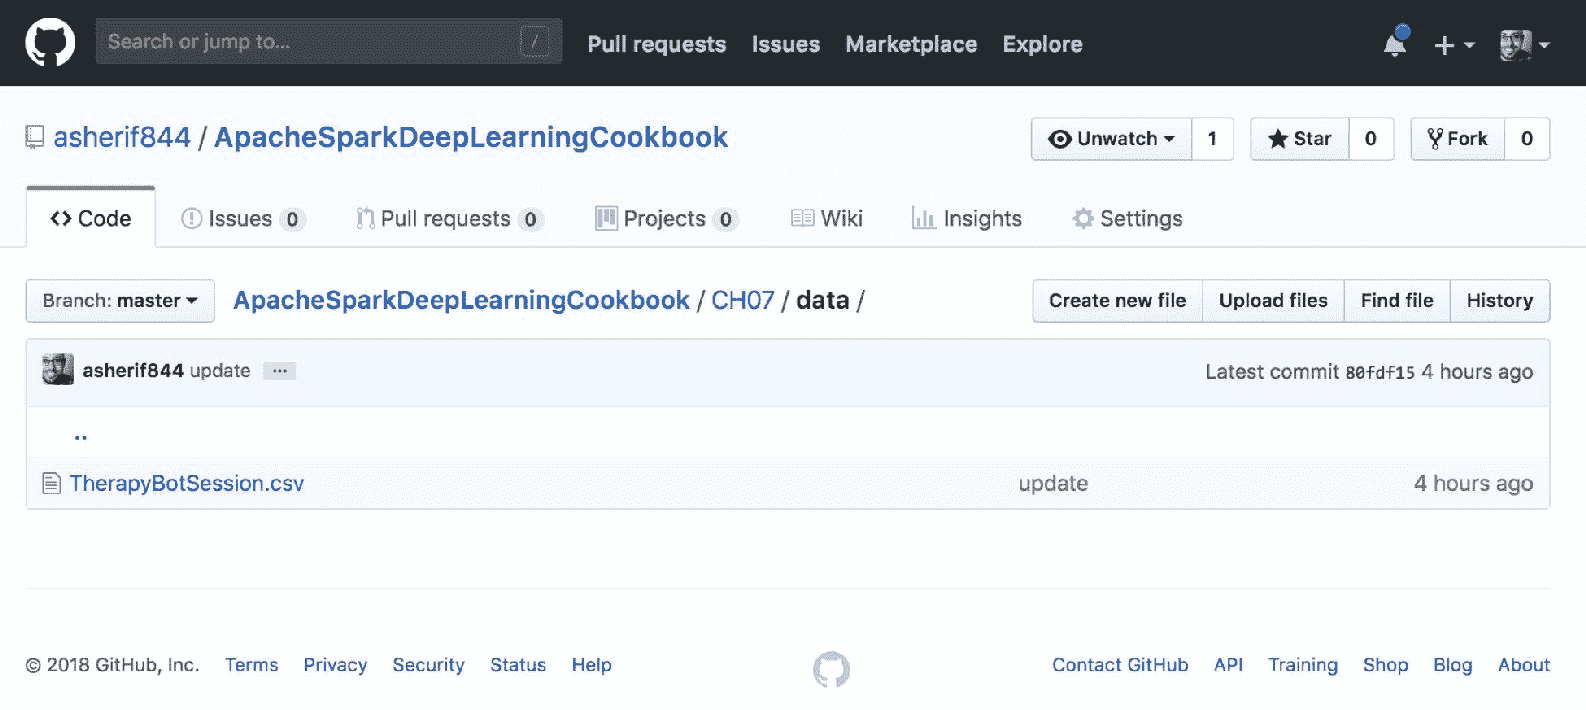 Search or jump to... / Pull requests Issues Marketplace Explore
asherif844 / ApacheSparkDeepLearningCookbook Unwatch 1 Star 0 Fork 0
<> Code Issues 0 Pull requests 0 Projects 0 Wiki Insights Settings
Branch: master ApacheSparkDeepLearningCookbook / CH07 / data / Create new file Upload files Find file History
asherif844 update ... Latest commit 80fdf15 4 hours ago
..
TherapyBotSession.csv update 4 hours ago
© 2018 GitHub, Inc. Terms Privacy Security Status Help Contact GitHub API Training Shop Blog About